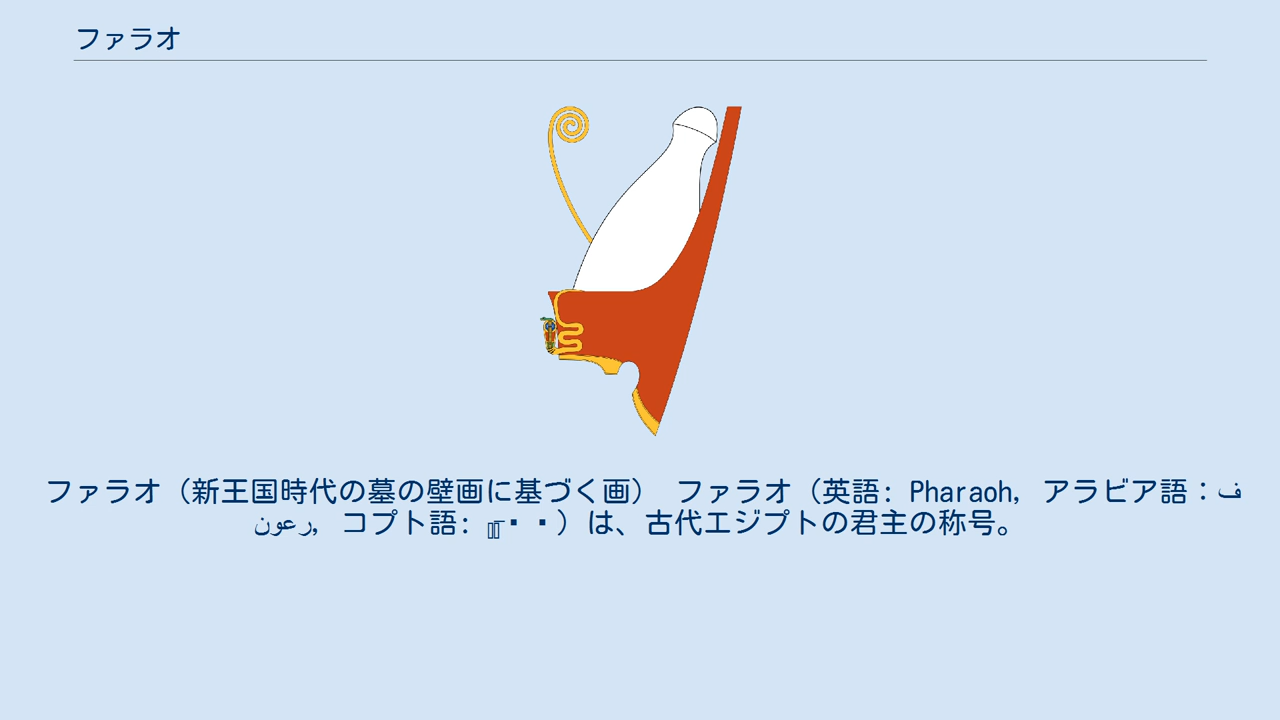 ファラオ
ファラオ（新王国時代の墓の壁画に基づく画） ファラオ（英語: Pharaoh, アラビア語：ف
رعون, コプト語: ）は、古代エジプトの君主の称号。